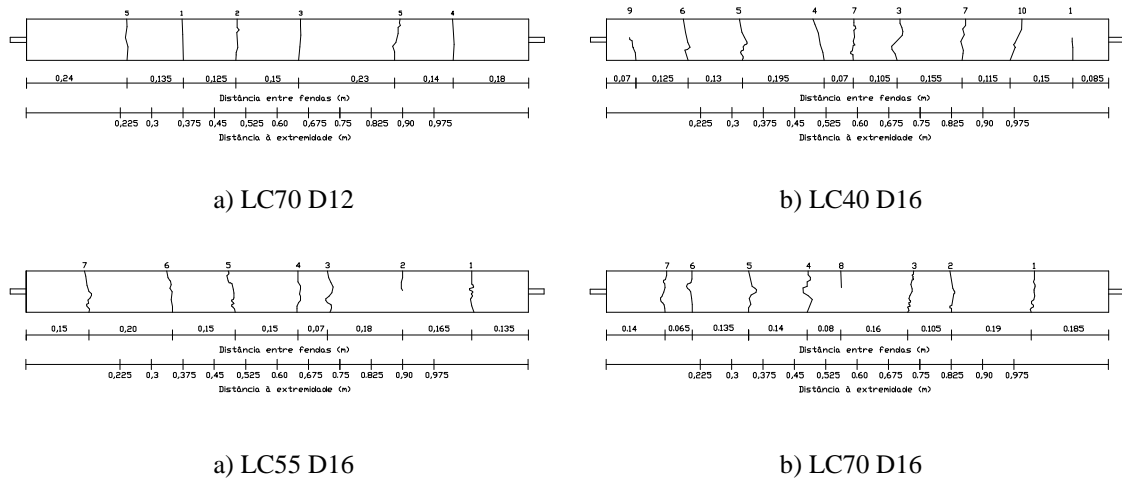 5 1 2 3 5 4
0,24 0,135 0,125 0,15 0,23 0,14 0,18
Distância entre fendas (m)
0,225 0,3 0,375 0,45 0,525 0.60 0,675 0.75 0.825 0,90 0,975
Distância à extremidade (m)
a) LC70 D12
9 6 5 4 7 3 7 10 1
0,07 0,125 0,13 0,195 0,07 0,105 0,155 0,115 0,15 0,085
Distância entre fendas (m)
0,225 0,3 0,375 0,45 0,525 0.60 0,675 0.75 0.825 0,90 0,975
Distância à extremidade (m)
b) LC40 D16
7 6 5 4 3 2 1
0,15 0,20 0,15 0,15 0,07 0,18 0,165 0,135
Distância entre fendas (m)
0,225 0,3 0,375 0,45 0,525 0.60 0,675 0.75 0.825 0,90 0,975
Distância à extremidade (m)
a) LC55 D16
7 6 5 4 8 3 2 1
0.14 0,065 0,135 0,14 0,08 0,16 0,105 0,19 0,185
Distância entre fendas (m)
0,225 0,3 0,375 0,45 0,525 0.60 0,675 0.75 0.825 0,90 0,975
Distância à extremidade (m)
b) LC70 D16